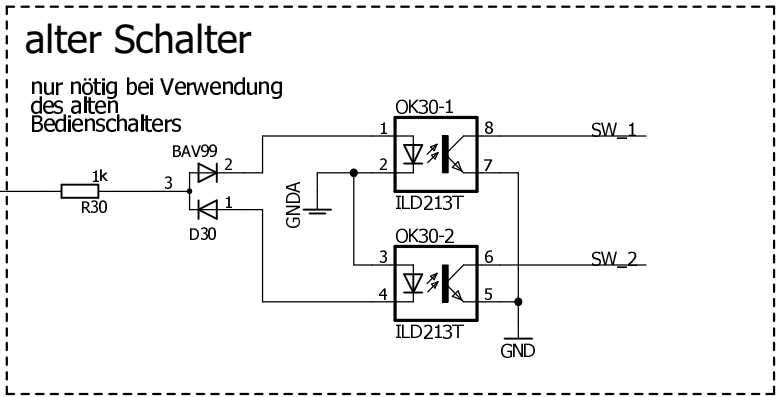 alter Schalter
nur nötig bei Verwendung
des alten
Bedienschalters
OK30-1
1
8
SW_1
BAV99
2
2
7
1k
3
GNDA
ILD213T
R30
1
D30
OK30-2
3
6
SW_2
4
5
ILD213T
GND